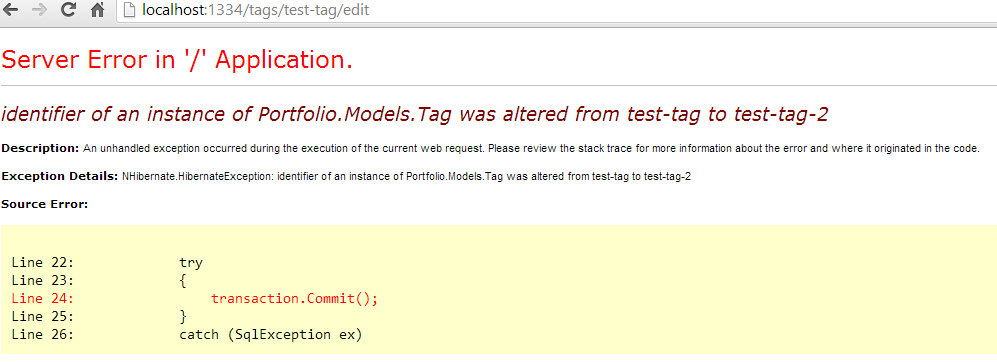 localhost:1334/tags/test-tag/edit
Server Error in '/' Application.
identifier of an instance of Portfolio.Models.Tag was altered from test-tag to test-tag-2
Description: An unhandled exception occurred during the execution of the current web request. Please review the stack trace for more information about the error and where it originated in the code.
Exception Details: NHibernate.HibernateException: identifier of an instance of Portfolio.Models.Tag was altered from test-tag to test-tag-2
Source Error:
Line 22:             try
Line 23:             {
Line 24:                 transaction.Commit();
Line 25:             }
Line 26:             catch (SqlException ex)